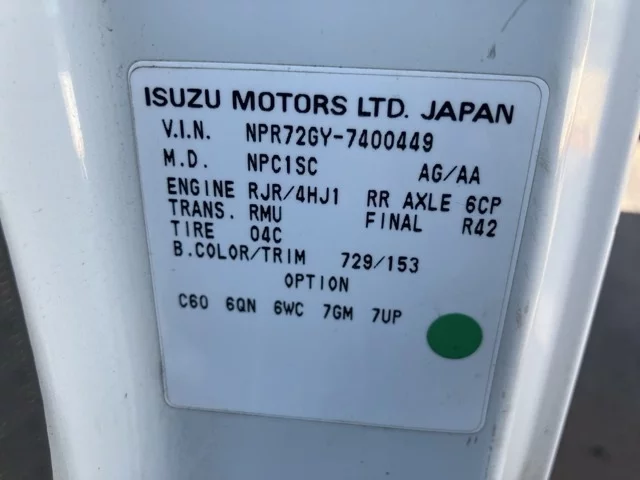 ISUZU MOTORS LTD. JAPAN
V.I.N. NPR72GY-7400449
M.D. NPC1SC AG/AA
ENGINE RJR/4HJ1 RR AXLE 6CP
TRANS. RMU FINAL R42
TIRE 04C
B.COLOR/TRIM 729/153
OPTION
C60 6QN 6WC 7GM 7UP